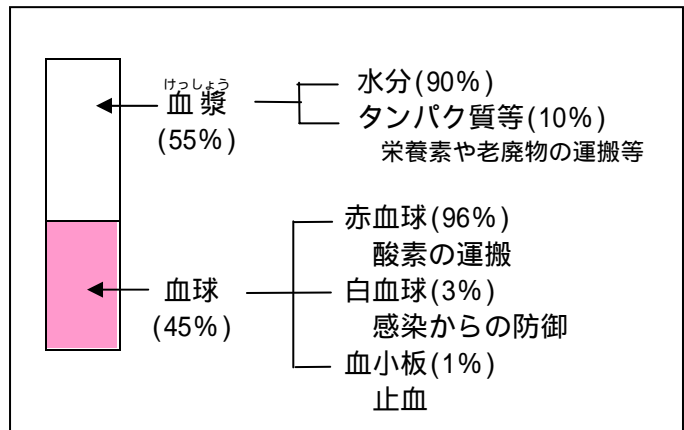 けっしょう
血漿
(55%)
水分(90%)
タンパク質等(10%)
栄養素や老廃物の運搬等
血球
(45%)
赤血球(96%)
酸素の運搬
白血球(3%)
感染からの防御
血小板(1%)
止血